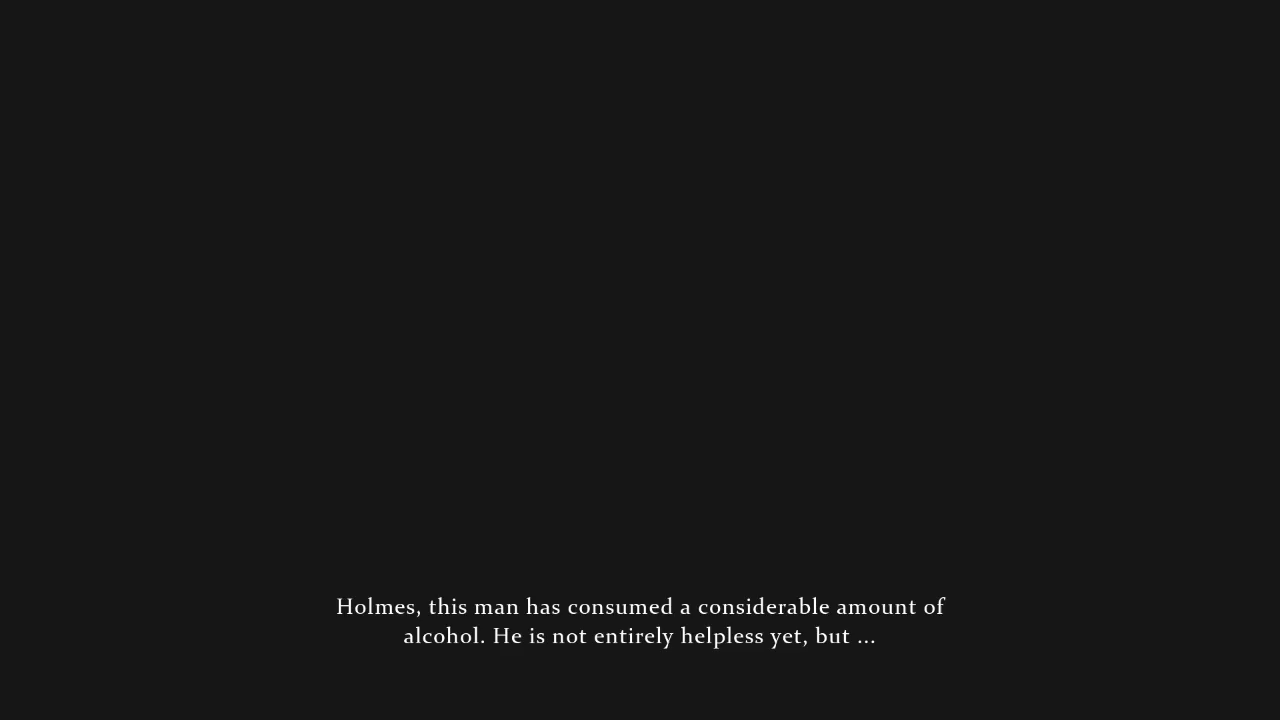 Holmes, this man has consumed a considerable amount of
alcohol. He is not entirely helpless yet, but ...